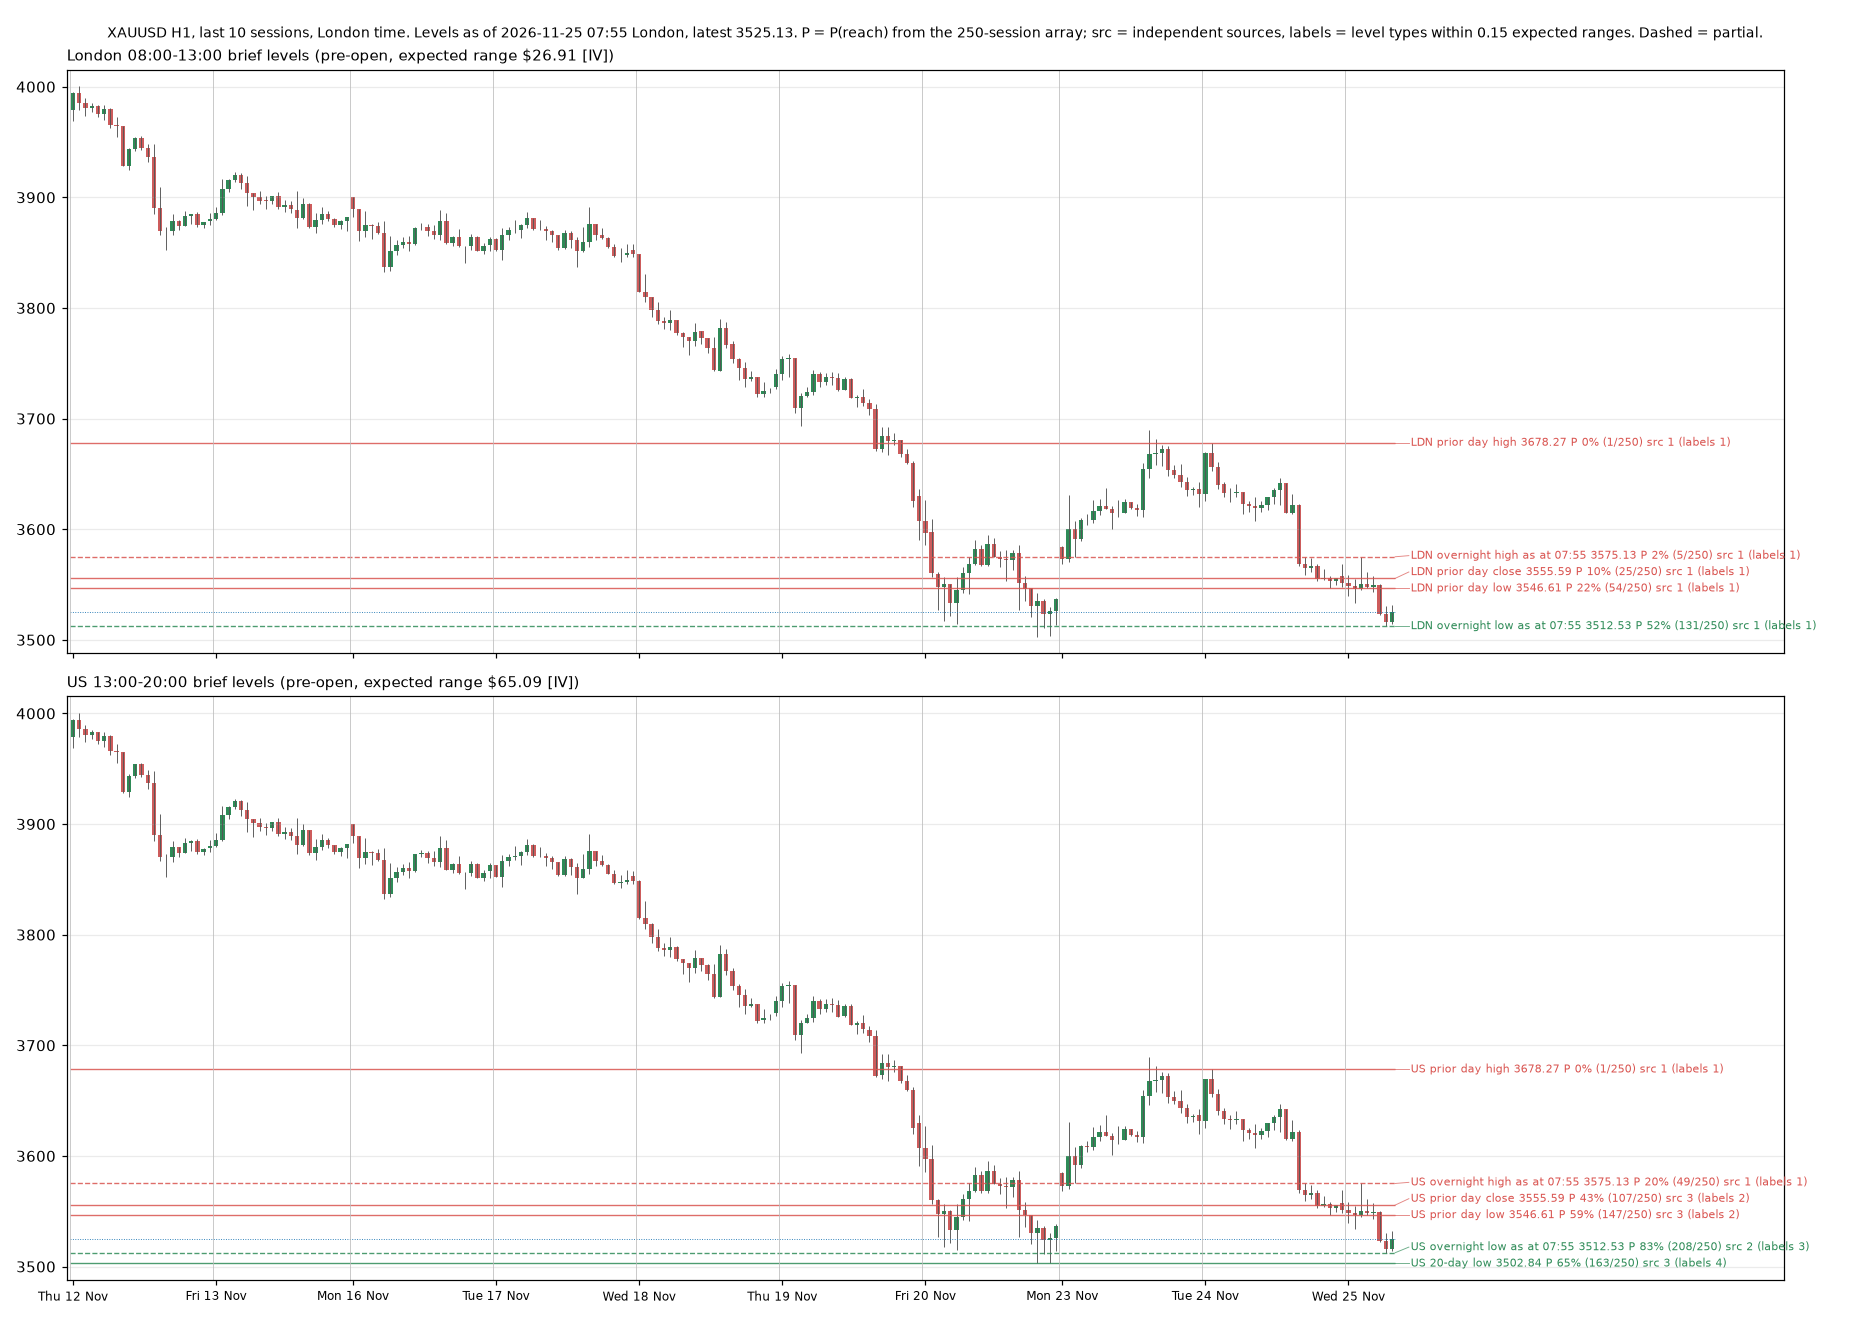 XAUUSD H1, last 10 sessions, London time. Levels as of 2026-11-25 07:55 London, latest 3525.13. P = P(reach) from the 250-session array; src = independent sources, labels = level types within 0.15 expected ranges. Dashed = partial.
London 08:00-13:00 brief levels (pre-open, expected range $26.91 [IV])
4000
3900
3800
3700
3600
3500
LDN prior day high 3678.27 P 0% (1/250) src 1 (labels 1)
LDN overnight high as at 07:55 3575.13 P 2% (5/250) src 1 (labels 1)
LDN prior day close 3555.59 P 10% (25/250) src 1 (labels 1)
LDN prior day low 3546.61 P 22% (54/250) src 1 (labels 1)
LDN overnight low as at 07:55 3512.53 P 52% (131/250) src 1 (labels 1)
US 13:00-20:00 brief levels (pre-open, expected range $65.09 [IV])
4000
3900
3800
3700
3600
3500
US prior day high 3678.27 P 0% (1/250) src 1 (labels 1)
US overnight high as at 07:55 3575.13 P 20% (49/250) src 1 (labels 1)
US prior day close 3555.59 P 43% (107/250) src 3 (labels 2)
US prior day low 3546.61 P 59% (147/250) src 3 (labels 2)
US overnight low as at 07:55 3512.53 P 83% (208/250) src 2 (labels 3)
US 20-day low 3502.84 P 65% (163/250) src 3 (labels 4)
Thu 12 Nov
Fri 13 Nov
Mon 16 Nov
Tue 17 Nov
Wed 18 Nov
Thu 19 Nov
Fri 20 Nov
Mon 23 Nov
Tue 24 Nov
Wed 25 Nov